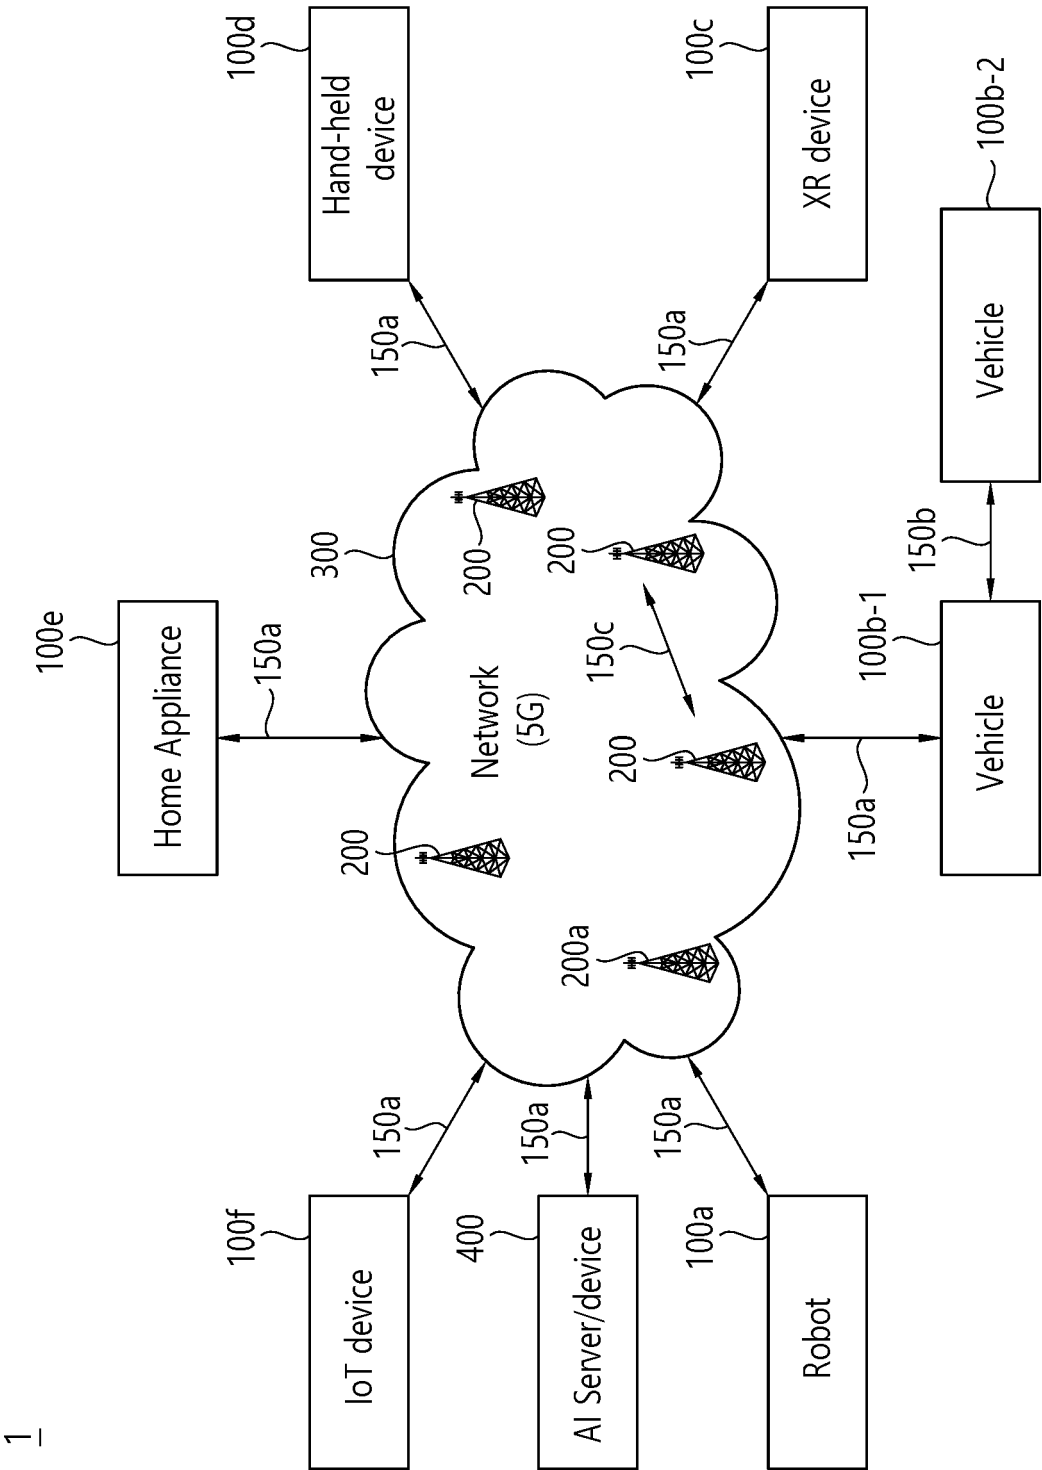 1
100e
Home Appliance
150a
100f
100d
300
IoT device
150a
200
150a
Hand-held
device
400
Network
(5G)
200
150a
200
AI Server/device
200a
150c
200
150a
150a
100a
100c
Robot
XR device
150a
100b-1
150b
Vehicle
Vehicle
100b-2